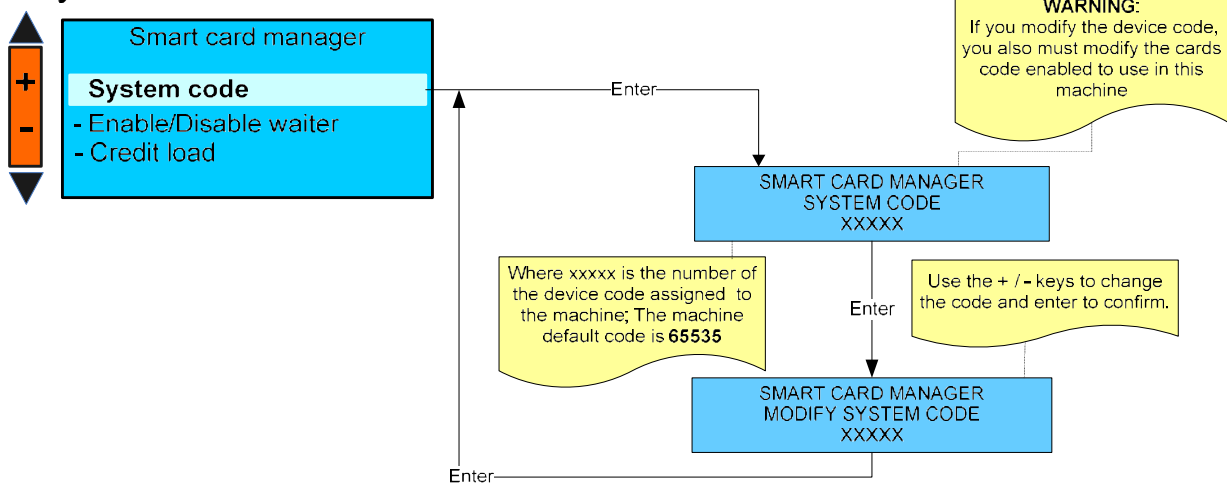 WARNING:
If you modify the device code,
you also must modify the cards
code enabled to use in this
machine
Smart card manager
+
-
System code
- Enable/Disable waiter
- Credit load
Enter
SMART CARD MANAGER
SYSTEM CODE
XXXXX
Where xxxxx is the number of
the device code assigned to
the machine; The machine
default code is 65535
Use the + / - keys to change
the code and enter to confirm.
Enter
SMART CARD MANAGER
MODIFY SYSTEM CODE
XXXXX
Enter